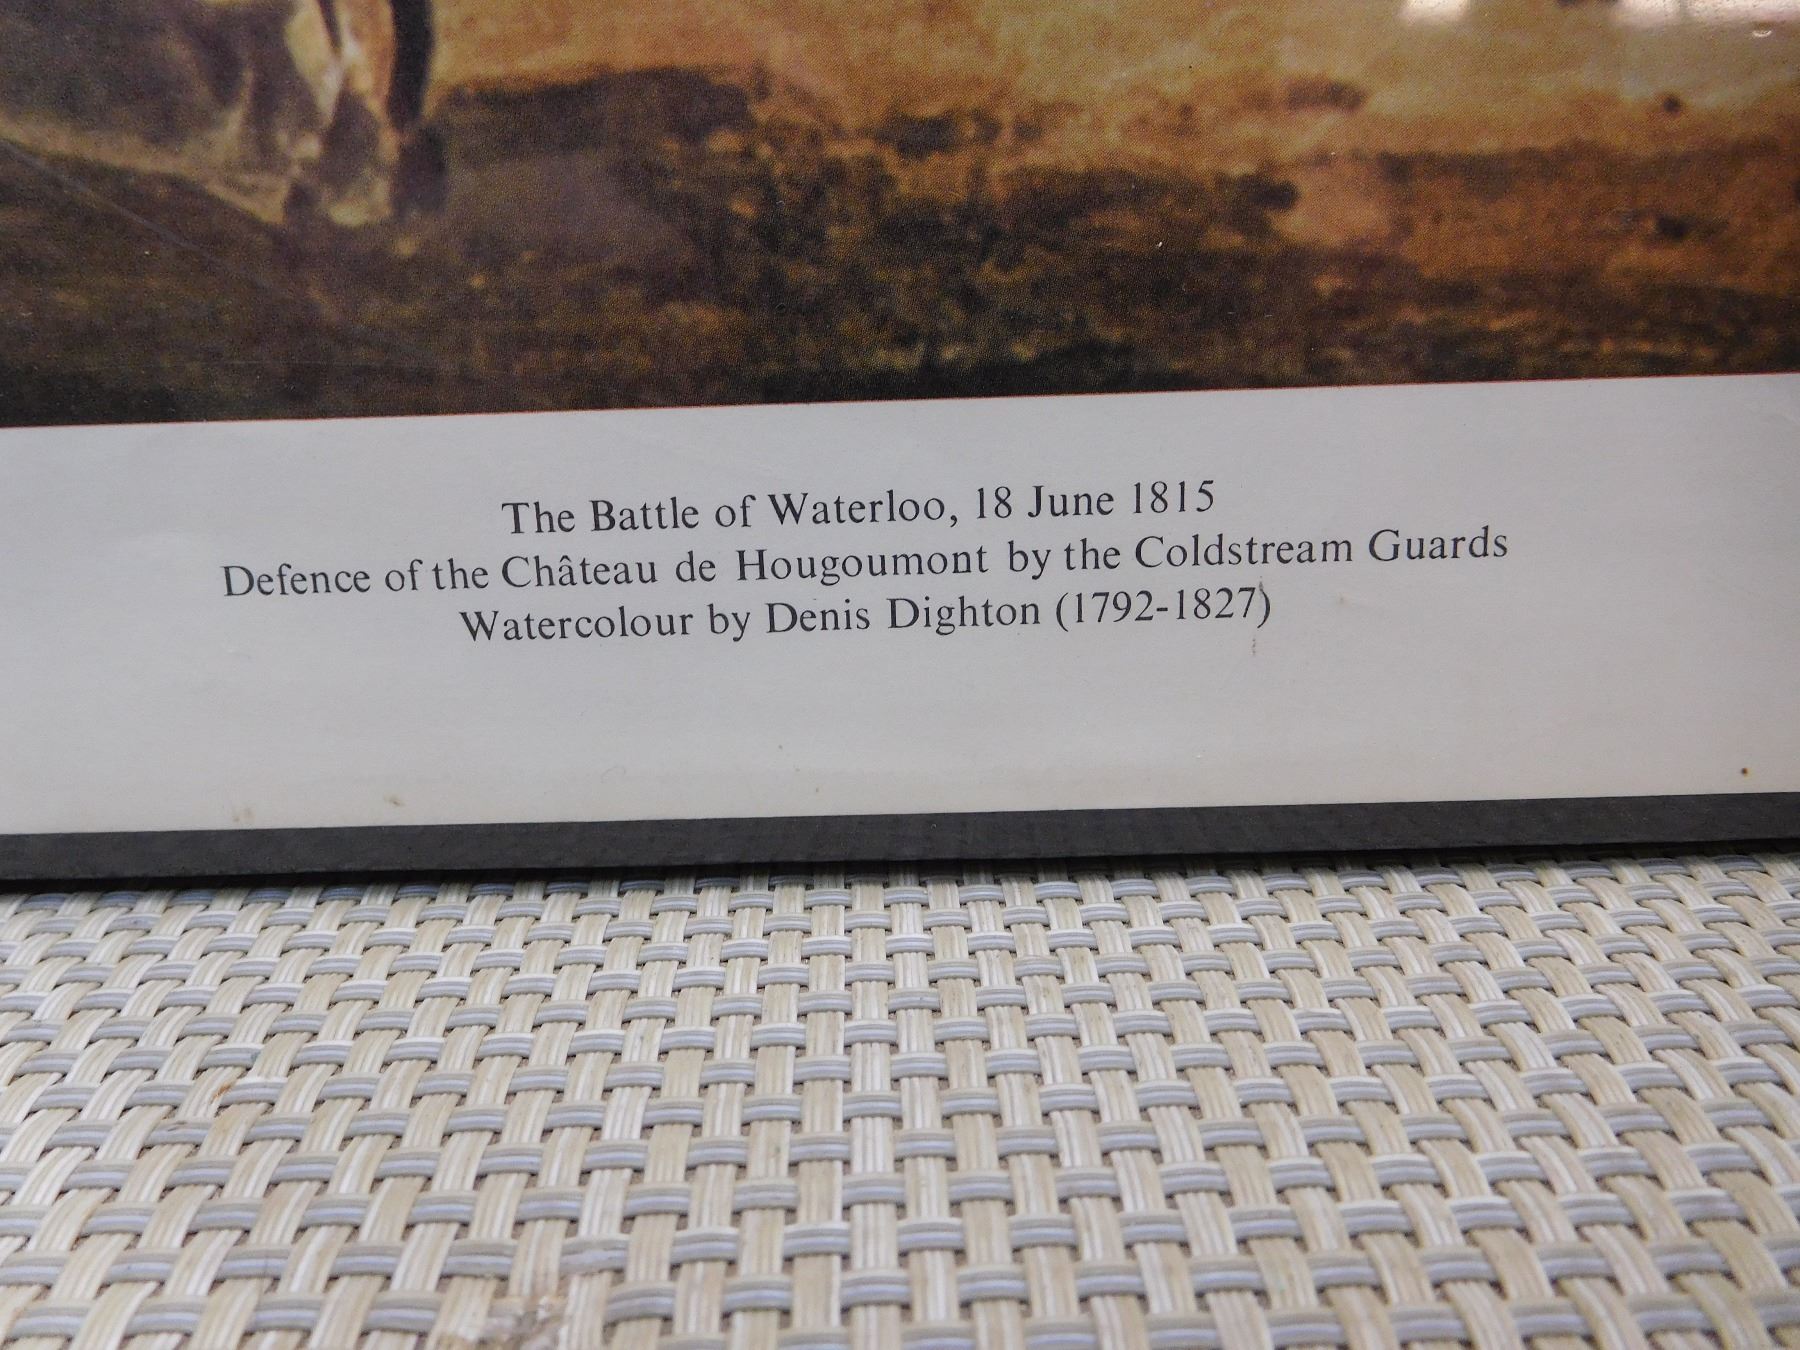 The Battle of Waterloo, 18 June 1815
Defence of the Château de Hougoumont by the Coldstream Guards
Watercolour by Denis Dighton (1792-1827)